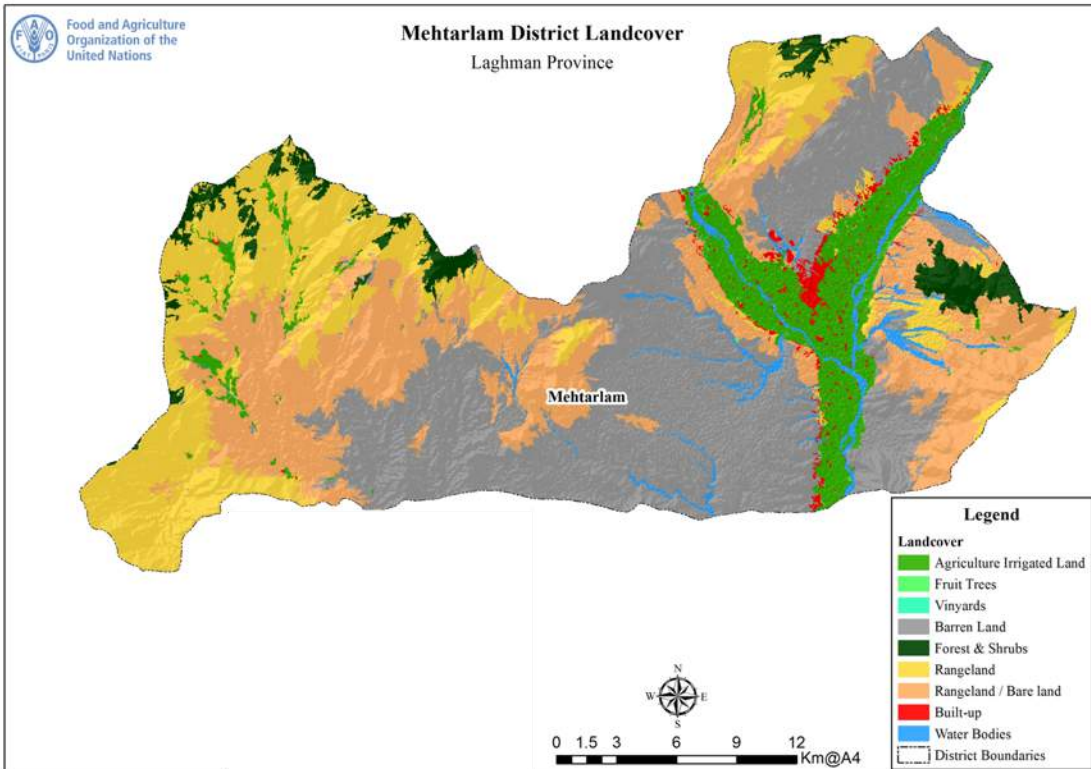 Food and Agriculture
Organization of the
United Nations
Mehtarlam District Landcover
Laghman Province
Mehtarlam
Legend
Landcover
Agriculture Irrigated Land
Fruit Trees
Vinyards
Barren Land
Forest & Shrubs
Rangeland
Rangeland / Bare land
Built-up
Water Bodies
District Boundaries
N
W E
S
0 1.5 3 6 9 12
Km@A4